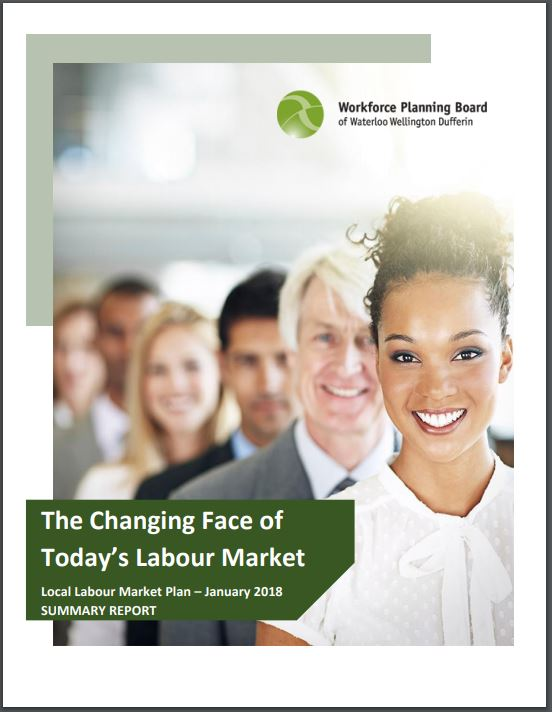 Workforce Planning Board
of Waterloo Wellington Dufferin
The Changing Face of
Today's Labour Market
Local Labour Market Plan – January 2018
SUMMARY REPORT